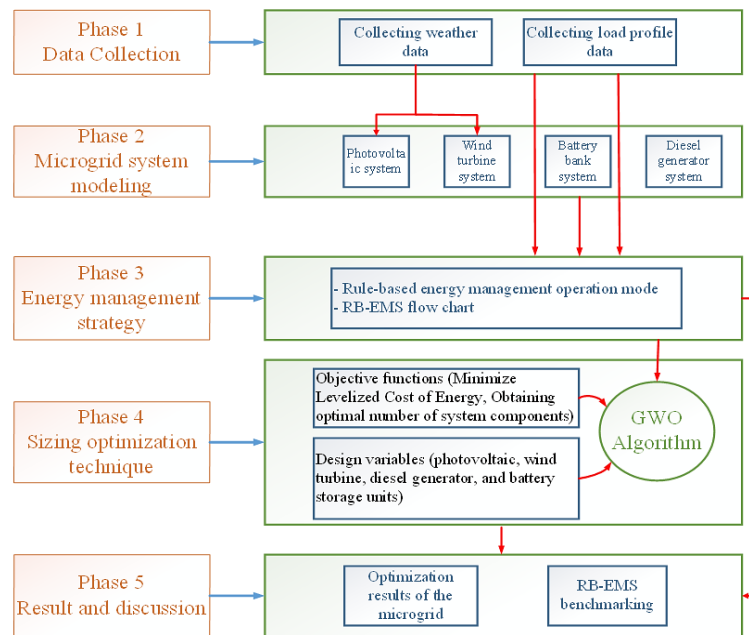 Phase 1
Data Collection
Collecting weather
data
Collecting load profile
data
Phase 2
Microgrid system
modeling
Photovolta
ic system
Wind
turbine
system
Battery
bank
system
Diesel
generator
system
Phase 3
Energy management
strategy
- Rule-based energy management operation mode
- RB-EMS flow chart
Phase 4
Sizing optimization
technique
Objective functions (Minimize
Levelized Cost of Energy, Obtaining
optimal number of system components)
Design variables (photovoltaic, wind
turbine, diesel generator, and battery
storage units)
GWO
Algorithm
Phase 5
Result and discussion
Optimization
results of the
microgrid
RB-EMS
benchmarking